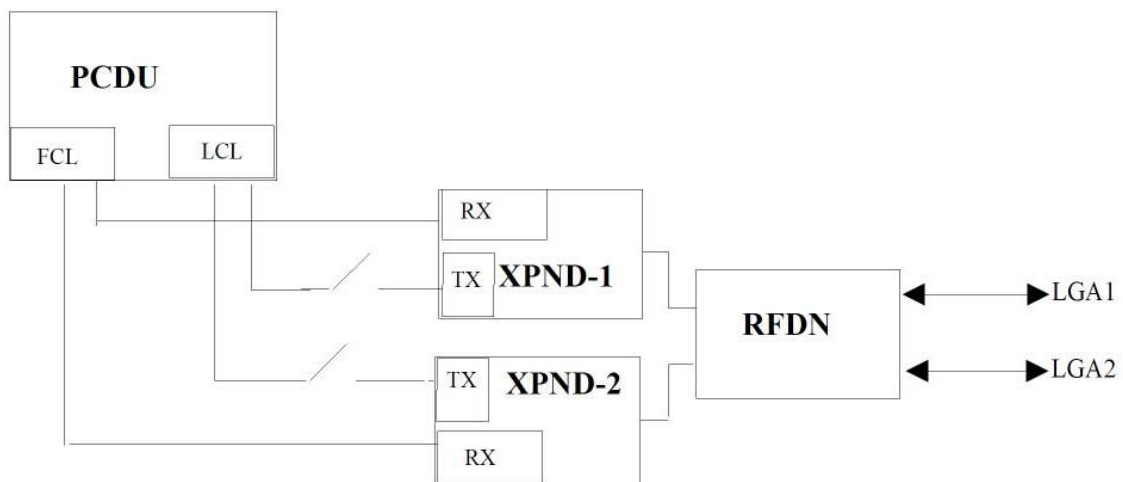 PCDU
FCL
LCL
RX
TX
XPND-1
RFDN
LGA1
LGA2
TX
XPND-2
RX